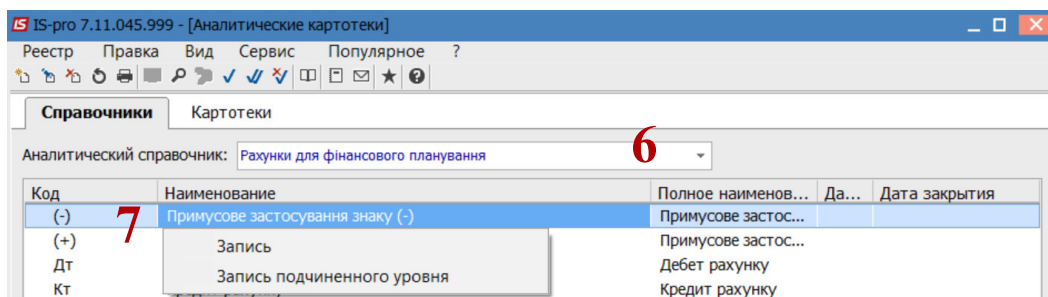 IS-pro 7.11.045.999 - [Аналитические картотеки]
Реестр Правка Вид Сервис Популярное ?
Справочники Картотеки
Аналитический справочник: Рахунки для фінансового планування 6
Код Наименование Полное наименов... Да... Дата закрытия
(-) 7 Примусове застосування знаку (-) Примусове застос...
(+) Примусове застос...
Запись
Дт Дебет рахунку
Запись подчиненного уровня
Кт Кредит рахунку